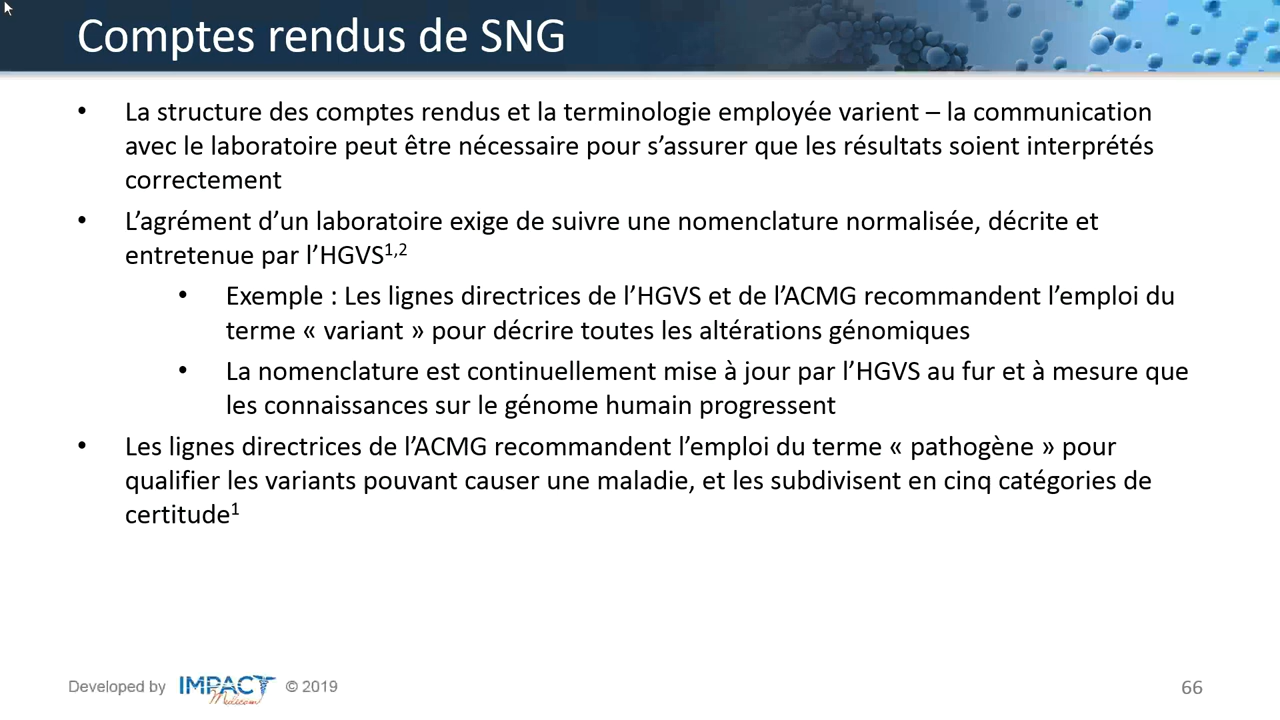 Comptes rendus de SNG
• La structure des comptes rendus et la terminologie employée varient – la communication
avec le laboratoire peut être nécessaire pour s’assurer que les résultats soient interprétés
correctement
• L’agrément d’un laboratoire exige de suivre une nomenclature normalisée, décrite et
entretenue par l’HGVS1,2
• Exemple : Les lignes directrices de l’HGVS et de l’ACMG recommandent l’emploi du
terme « variant » pour décrire toutes les altérations génomiques
• La nomenclature est continuellement mise à jour par l’HGVS au fur et à mesure que
les connaissances sur le génome humain progressent
• Les lignes directrices de l’ACMG recommandent l’emploi du terme « pathogène » pour
qualifier les variants pouvant causer une maladie, et les subdivisent en cinq catégories de
certitude1
Developed by IMPACT Medicom © 2019
66